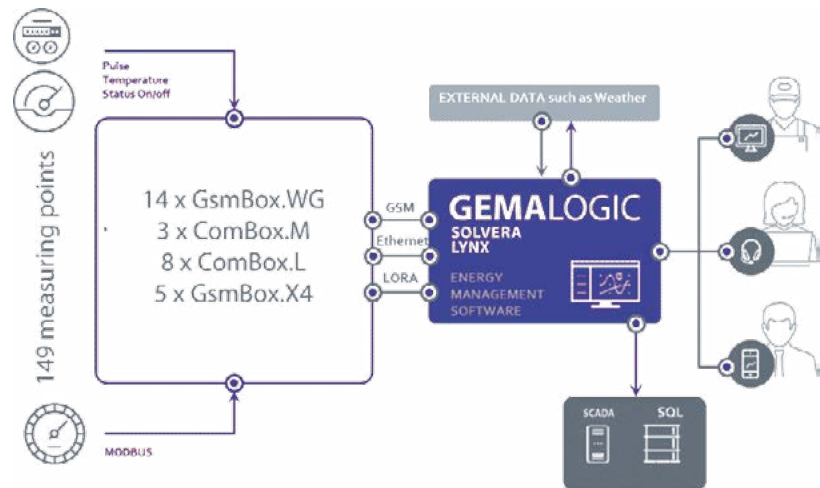 Pulse
Temperature
Status On/off
149 measuring points
14 x GsmBox.WG
3 x ComBox.M
8 x ComBox.L
5 x GsmBox.X4
MODBUS
GSM
Ethernet
LORA
EXTERNAL DATA such as Weather
GEMALOGIC
SOLVERA
LYNX
ENERGY
MANAGEMENT
SOFTWARE
SCADA
SQL